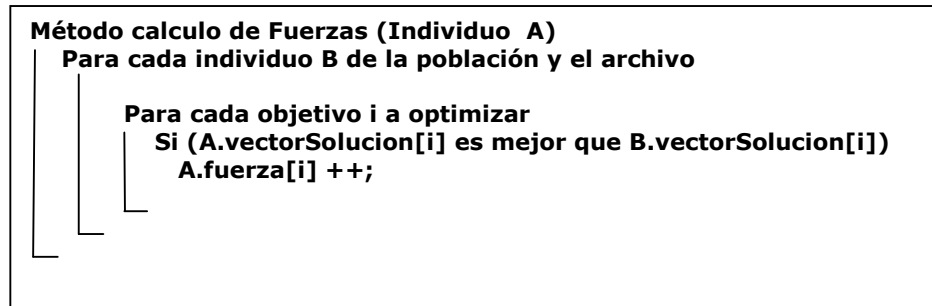 Método calculo de Fuerzas (Individuo A)
Para cada individuo B de la población y el archivo
Para cada objetivo i a optimizar
Si (A.vectorSolucion[i] es mejor que B.vectorSolucion[i])
A.fuerza[i] ++;